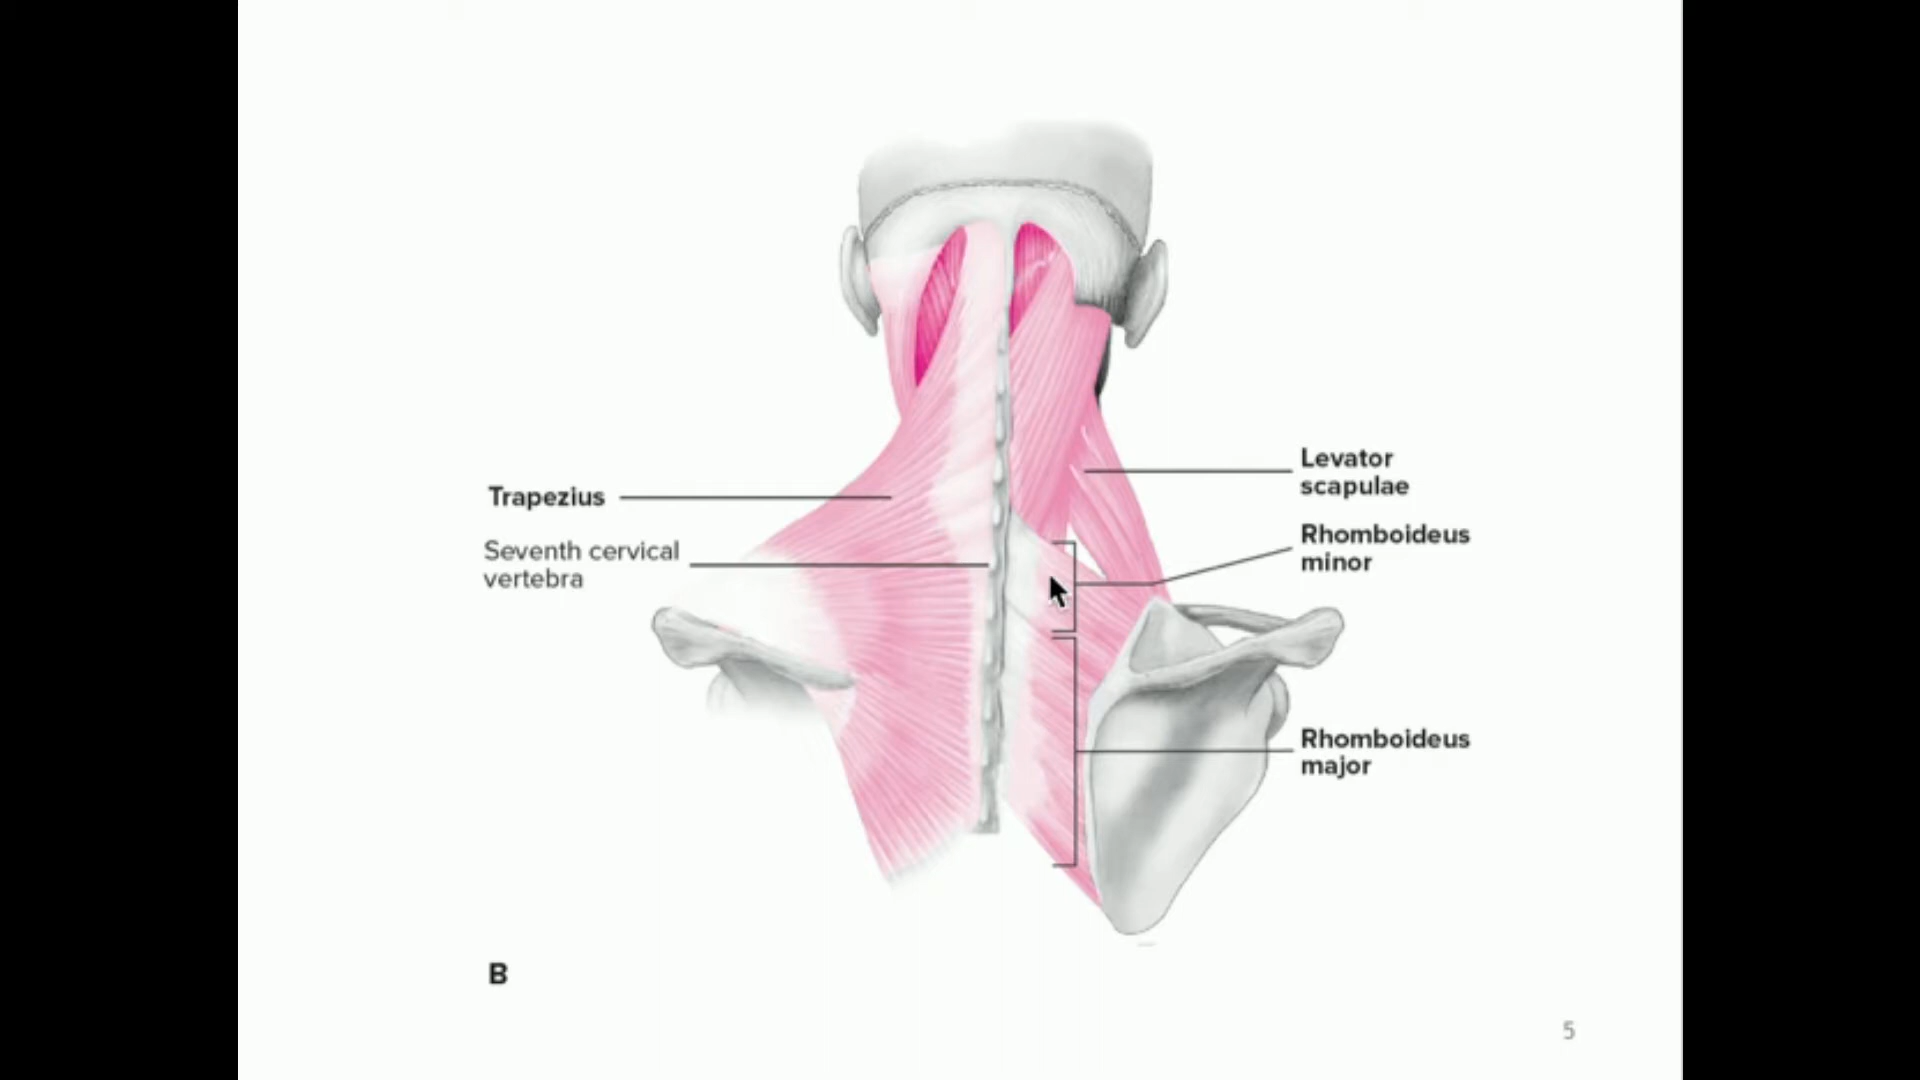 Trapezius
Seventh cervical
vertebra
Levator
scapulae
Rhomboideus
minor
Rhomboideus
major
B
5